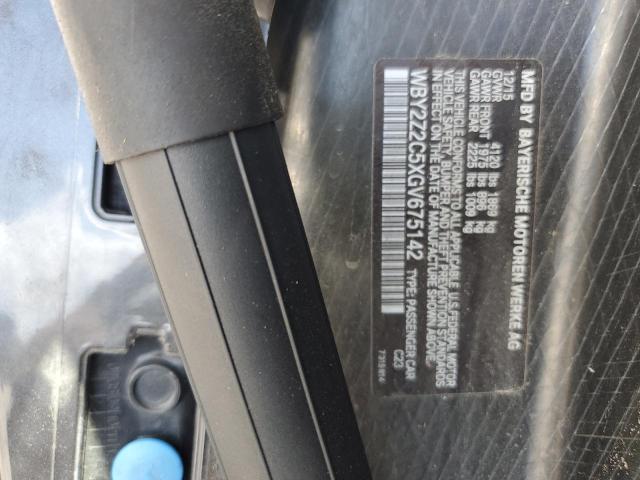 MFD BY BAYERISCHE MOTOREN WERKE AG
12/15
GVWR 4120 lbs 1869 kg
GAWR FRONT 1975 lbs 896 kg
GAWR REAR 2225 lbs 1009 kg
THIS VEHICLE CONFORMS TO ALL APPLICABLE U.S.FEDERAL MOTOR
VEHICLE SAFETY, BUMPER, AND THEFT PREVENTION STANDARDS
IN EFFECT ON THE DATE OF MANUFACTURE SHOWN ABOVE.
WBY2Z2C5XGV675142 TYPE: PASSENGER CAR
C23